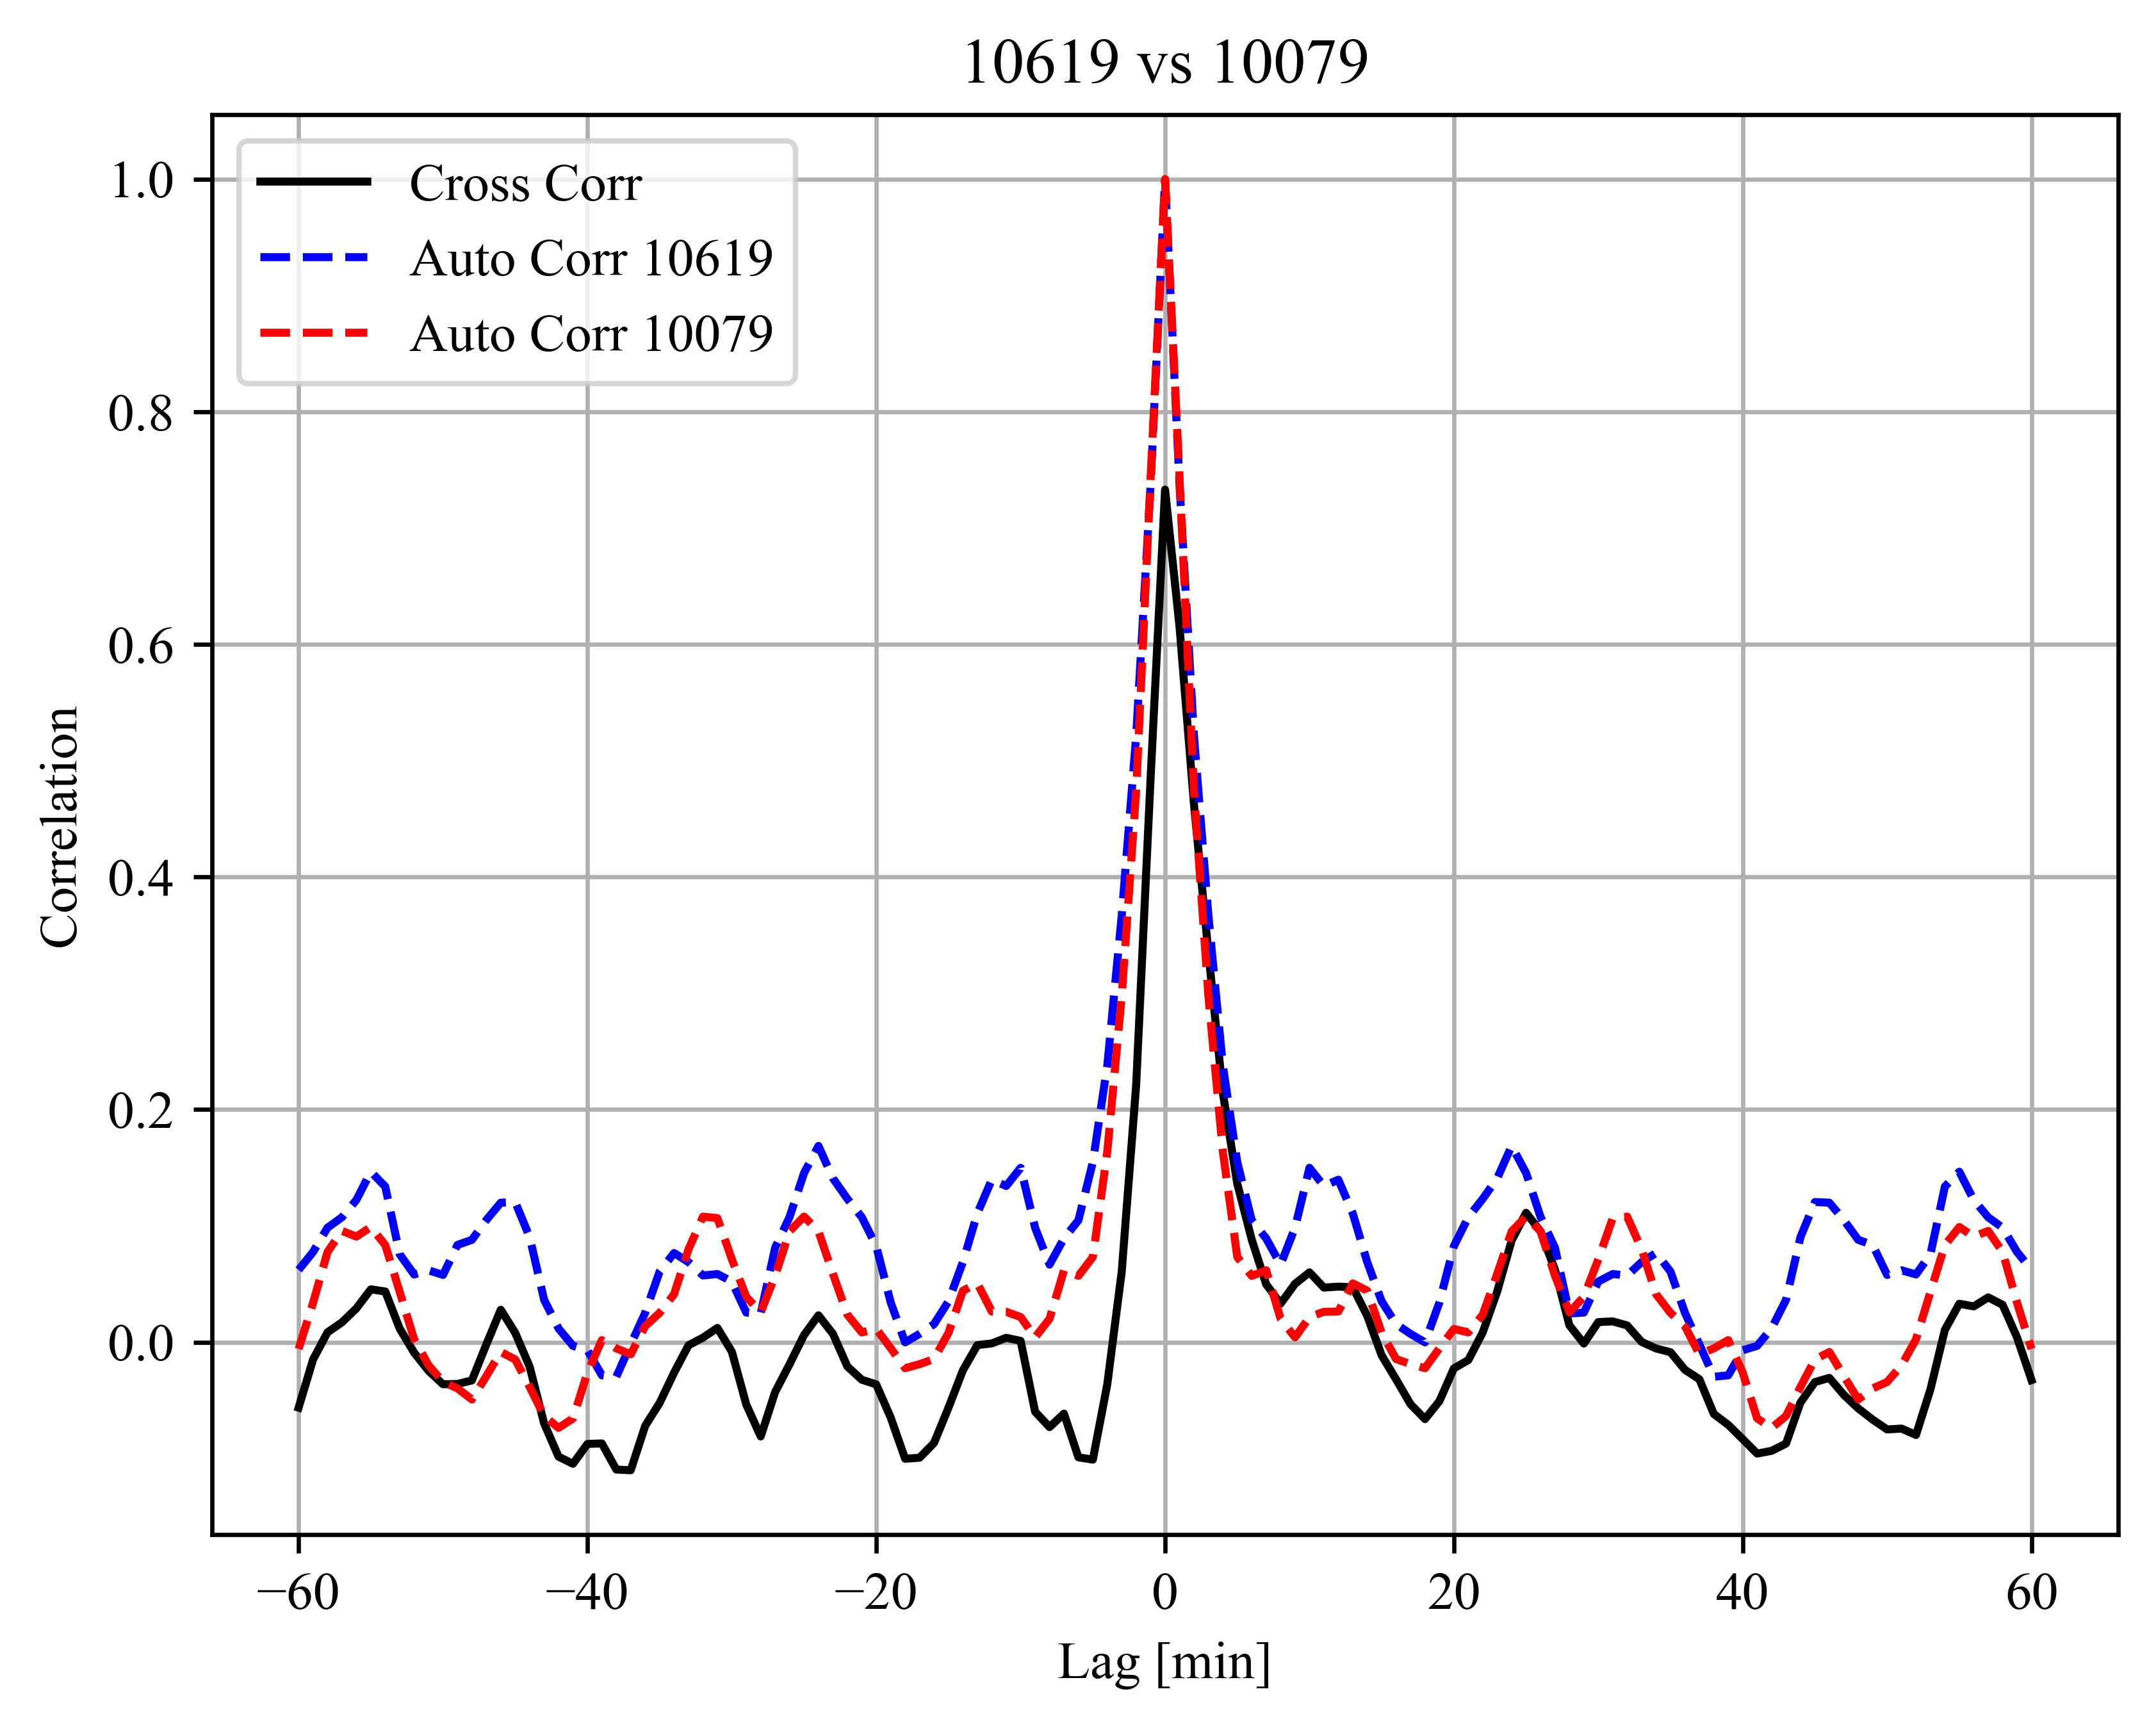 10619 vs 10079
Cross Corr
Auto Corr 10619
Auto Corr 10079
1.0
0.8
0.6
0.4
0.2
0.0
Correlation
−60 −40 −20 0 20 40 60
Lag [min]